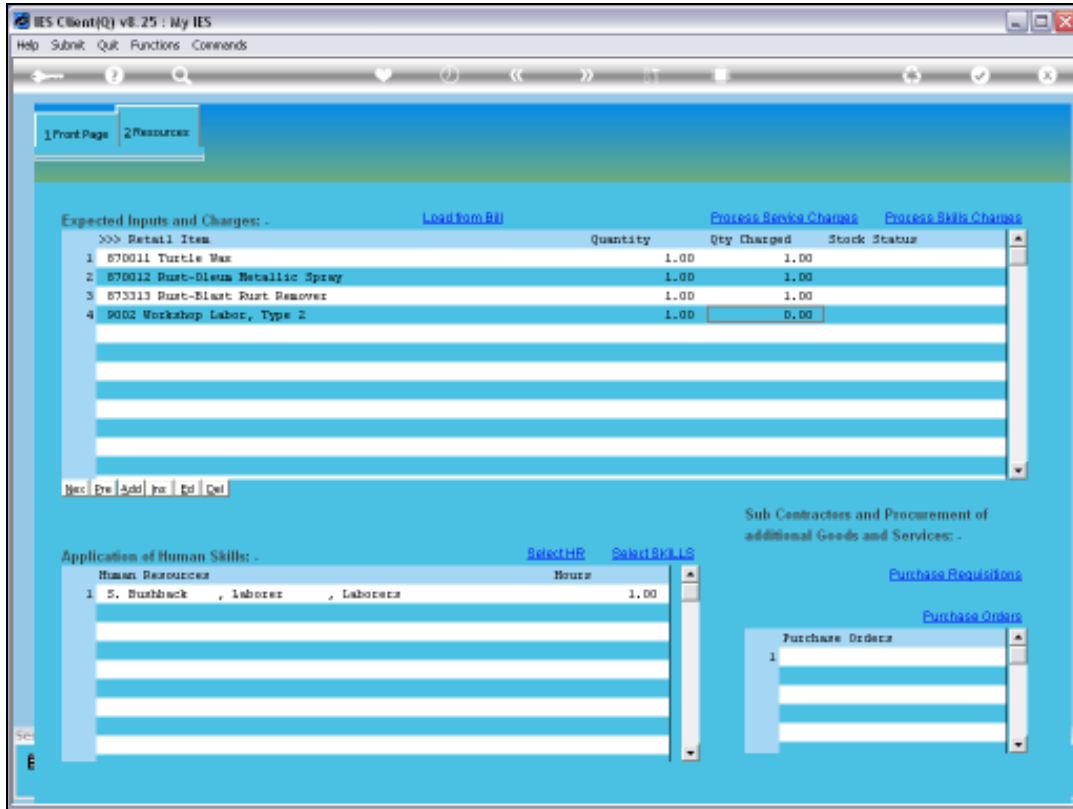 IES Client(Q) v8.25 : My IES
Help Submit Quit Functions Commands
1 Front Page 2 Resources
Expected Inputs and Charges: - Load from Bill Process Service Charges Process Skills Charges
>>> Retail Item Quantity Qty Charged Stock Status
1 870011 Turtle Wax 1.00 1.00
2 870012 Rust-Oleum Metallic Spray 1.00 1.00
3 873313 Rust-Blast Rust Remover 1.00 1.00
4 9002 Workshop Labor, Type 2 1.00 0.00
Nex Pre Add Ins Ed Del
Sub Contractors and Procurement of
additional Goods and Services: -
Application of Human Skills: - Select HR Select SKILLS
Human Resources Hours
Purchase Requisitions
1 S. Bushback , laborer , Laborers 1.00
Purchase Orders
Purchase Orders
1